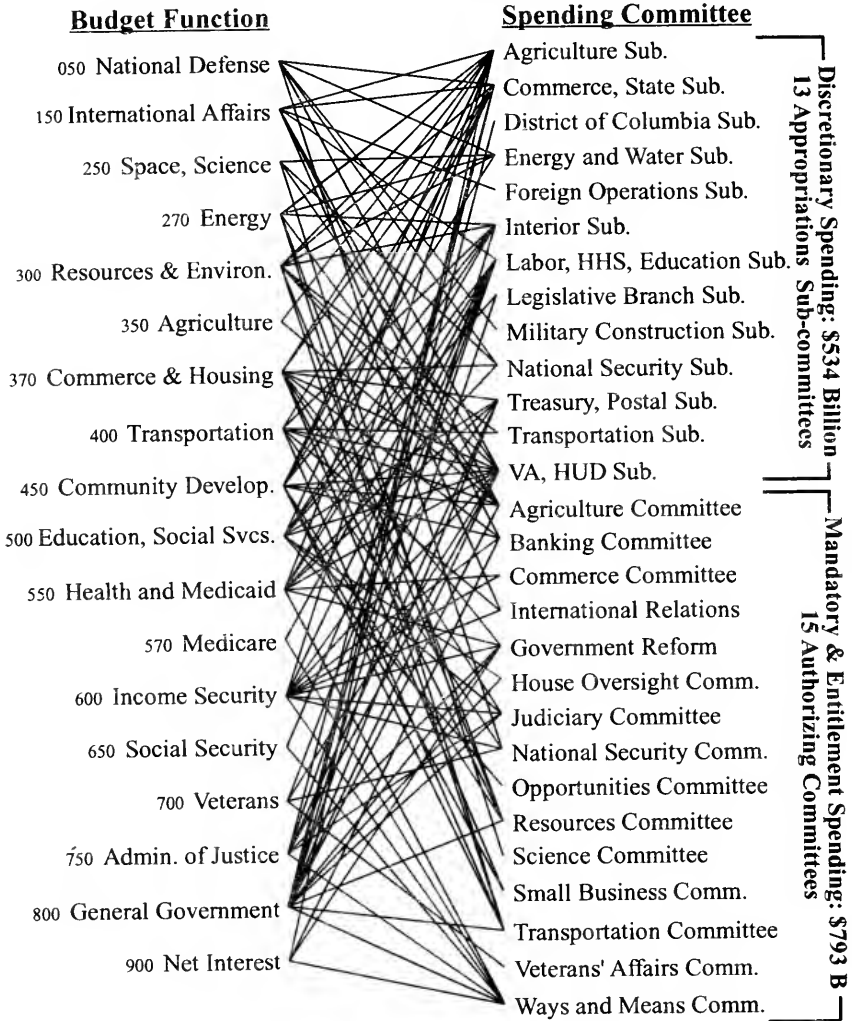 Budget Function
050 National Defense
150 International Affairs
250 Space, Science
270 Energy
300 Resources & Environ.
350 Agriculture
370 Commerce & Housing
400 Transportation
450 Community Develop.
500 Education, Social Svcs.
550 Health and Medicaid
570 Medicare
600 Income Security
650 Social Security
700 Veterans
750 Admin. of Justice
800 General Government
900 Net Interest
Spending Committee
Agriculture Sub.
Commerce, State Sub.
District of Columbia Sub.
Energy and Water Sub.
Foreign Operations Sub.
Interior Sub.
Labor, HHS, Education Sub.
Legislative Branch Sub.
Military Construction Sub.
National Security Sub.
Treasury, Postal Sub.
Transportation Sub.
VA, HUD Sub.
Agriculture Committee
Banking Committee
Commerce Committee
International Relations
Government Reform
House Oversight Comm.
Judiciary Committee
National Security Comm.
Opportunities Committee
Resources Committee
Science Committee
Small Business Comm.
Transportation Committee
Veterans' Affairs Comm.
Ways and Means Comm.
Discretionary Spending: $534 Billion
13 Appropriations Sub-committees
Mandatory & Entitlement Spending: $793 B
15 Authorizing Committees